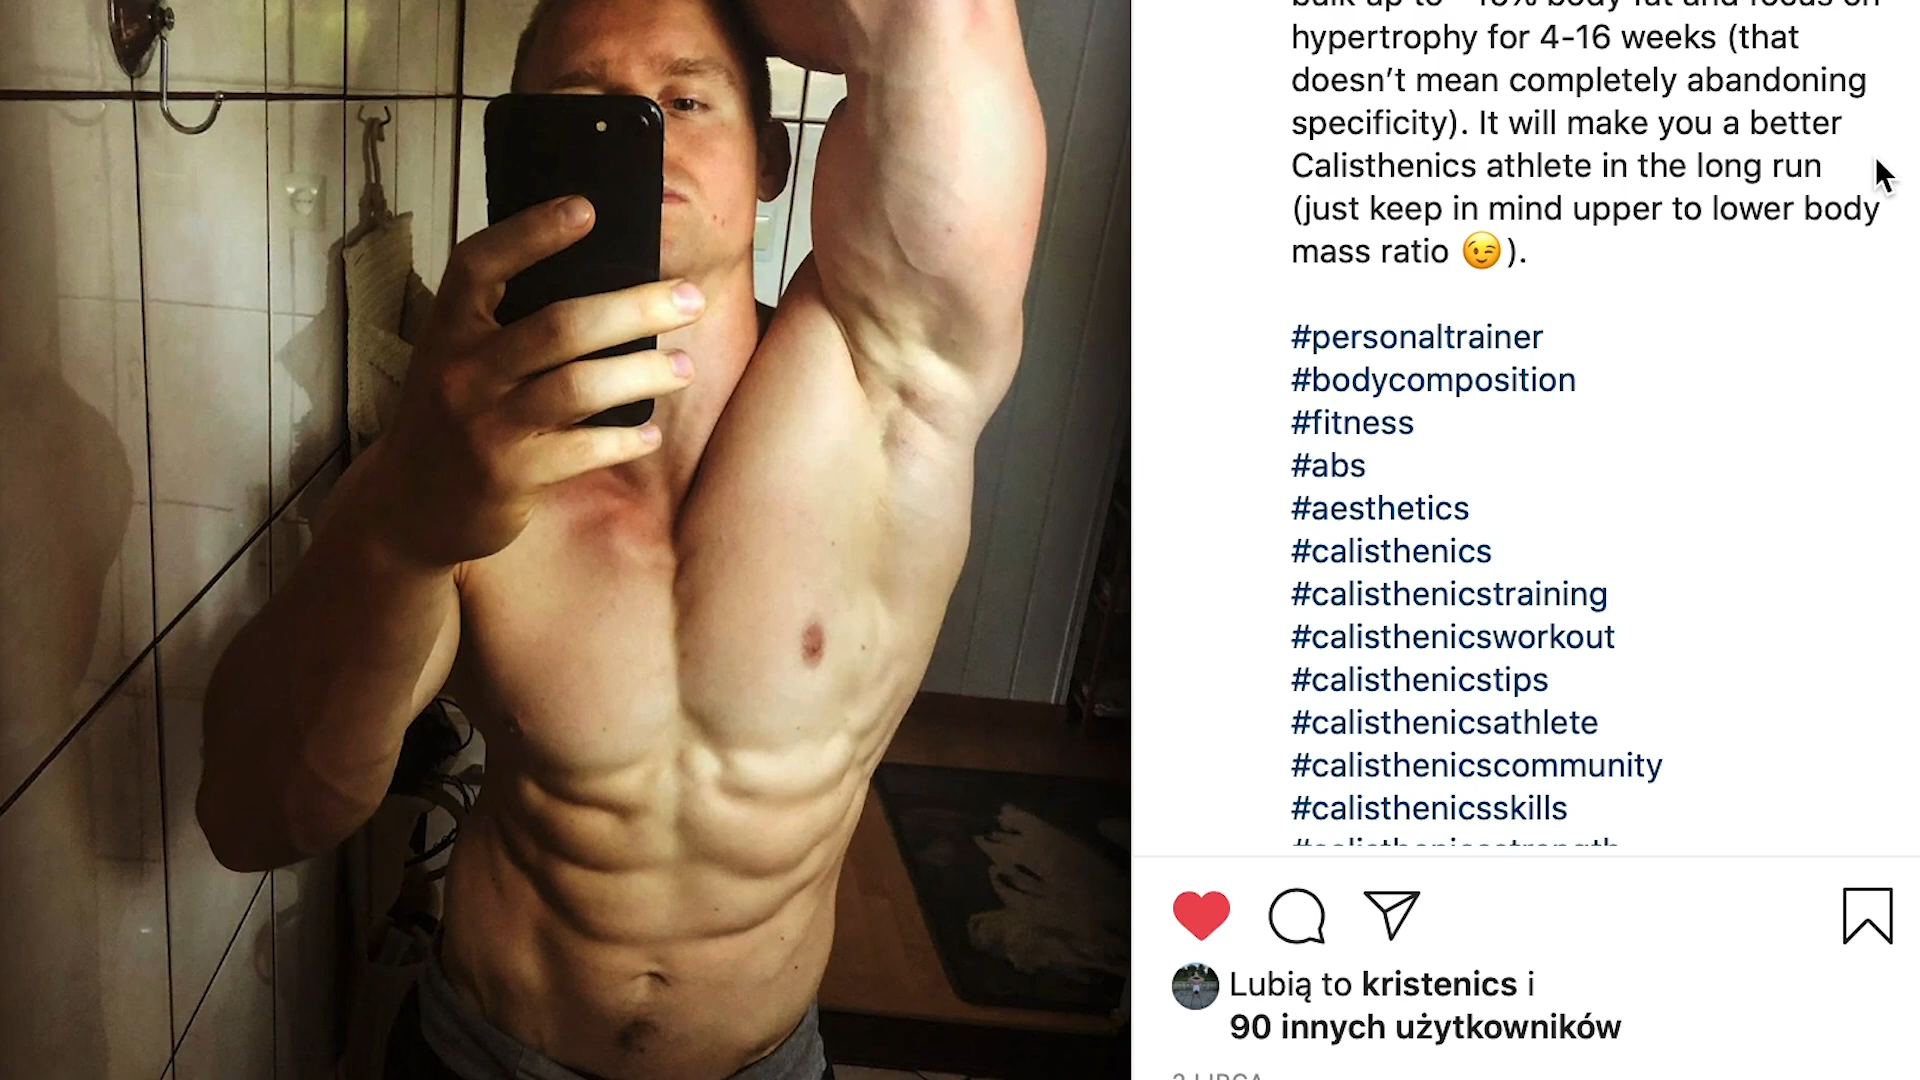 hypertrophy for 4-16 weeks (that
doesn’t mean completely abandoning
specificity). It will make you a better
Calisthenics athlete in the long run
(just keep in mind upper to lower body
mass ratio 😉).
#personaltrainer
#bodycomposition
#fitness
#abs
#aesthetics
#calisthenics
#calisthenicstraining
#calisthenicsworkout
#calisthenicstips
#calisthenicsathlete
#calisthenicscommunity
#calisthenicsskills
Lubią to kristenics i
90 innych użytkowników